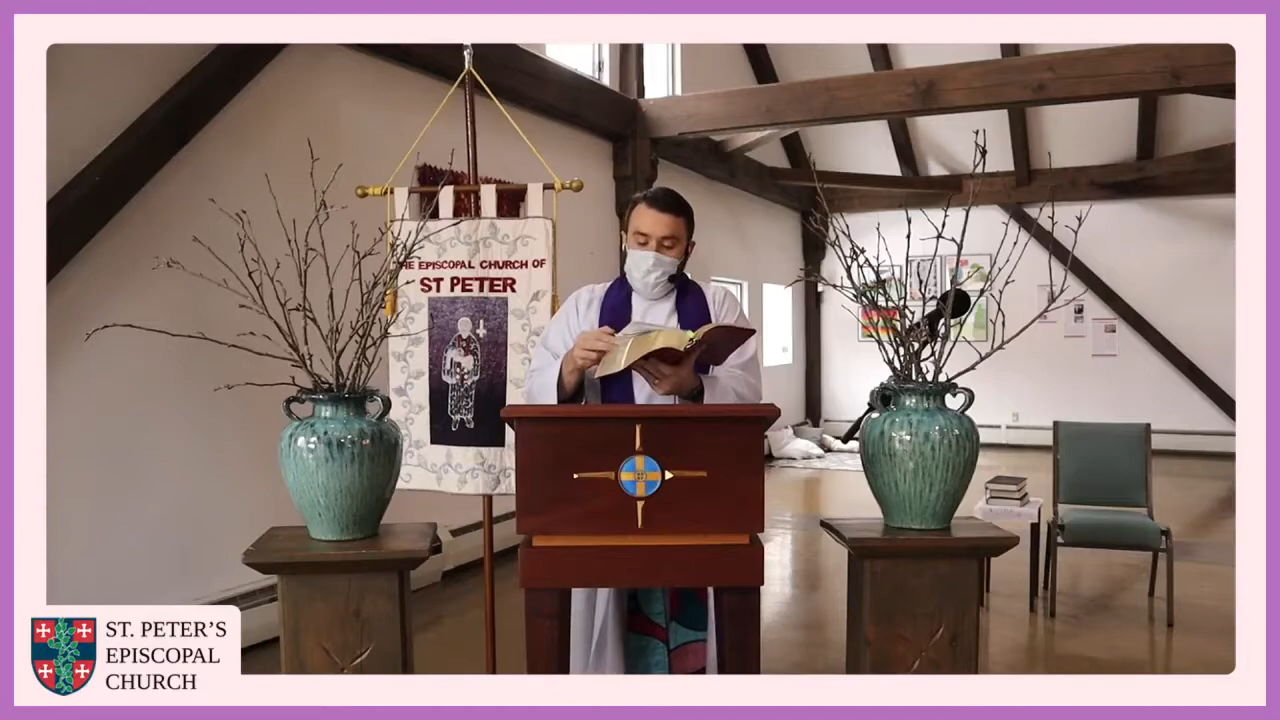 THE EPISCOPAL CHURCH OF
ST PETER
ST. PETER'S
EPISCOPAL
CHURCH